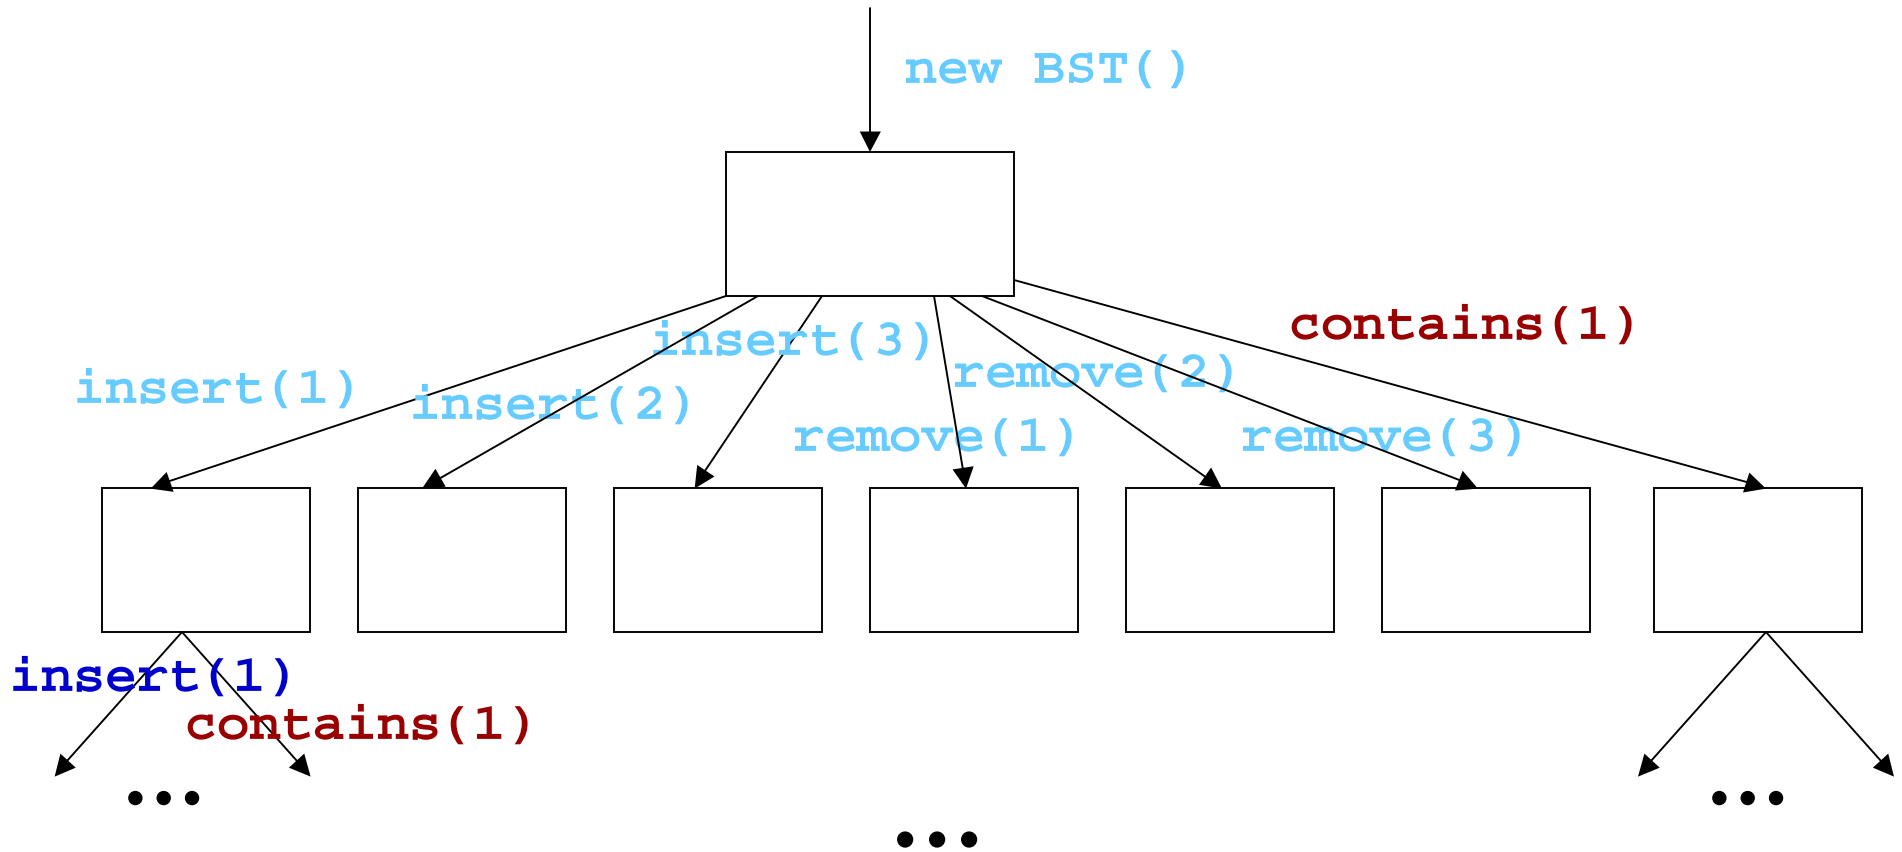 new BST()
contains(1)
insert(3)
remove(2)
insert(1)
insert(2)
remove(1)
remove(3)
insert(1)
contains(1)
...
...
...